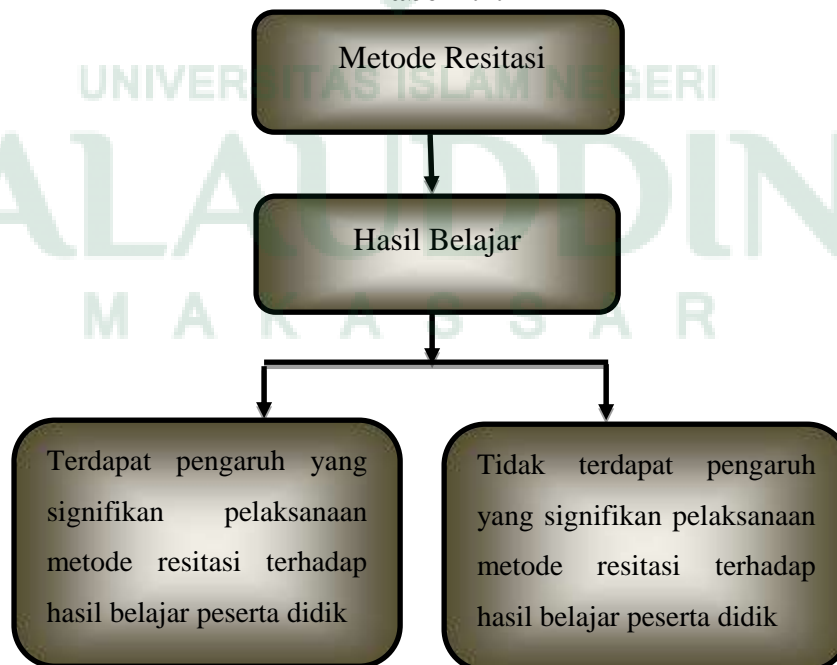 Metode Resitasi
UNIVERSITAS ISLAM NEGERI
ALAUDDIN
Hasil Belajar
MAKASSAR
Terdapat pengaruh yang
signifikan pelaksanaan
metode resitasi terhadap
hasil belajar peserta didik
Tidak terdapat pengaruh
yang signifikan pelaksanaan
metode resitasi terhadap
hasil belajar peserta didik